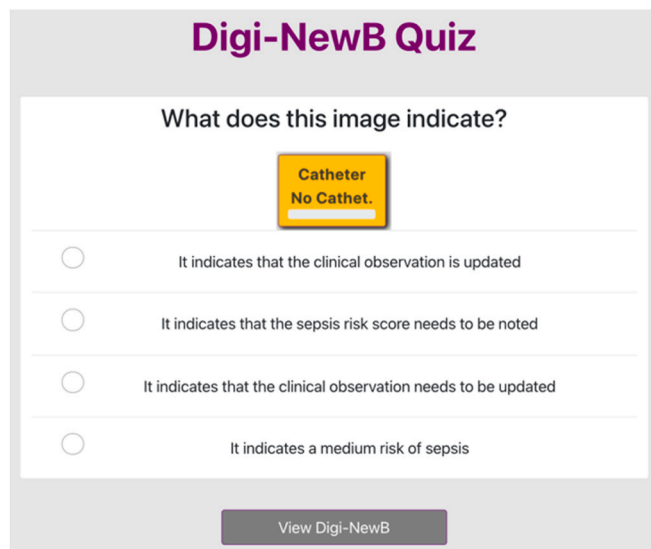 Digi-NewB Quiz
What does this image indicate?
Catheter
No Cathet.
It indicates that the clinical observation is updated
It indicates that the sepsis risk score needs to be noted
It indicates that the clinical observation needs to be updated
It indicates a medium risk of sepsis
View Digi-NewB